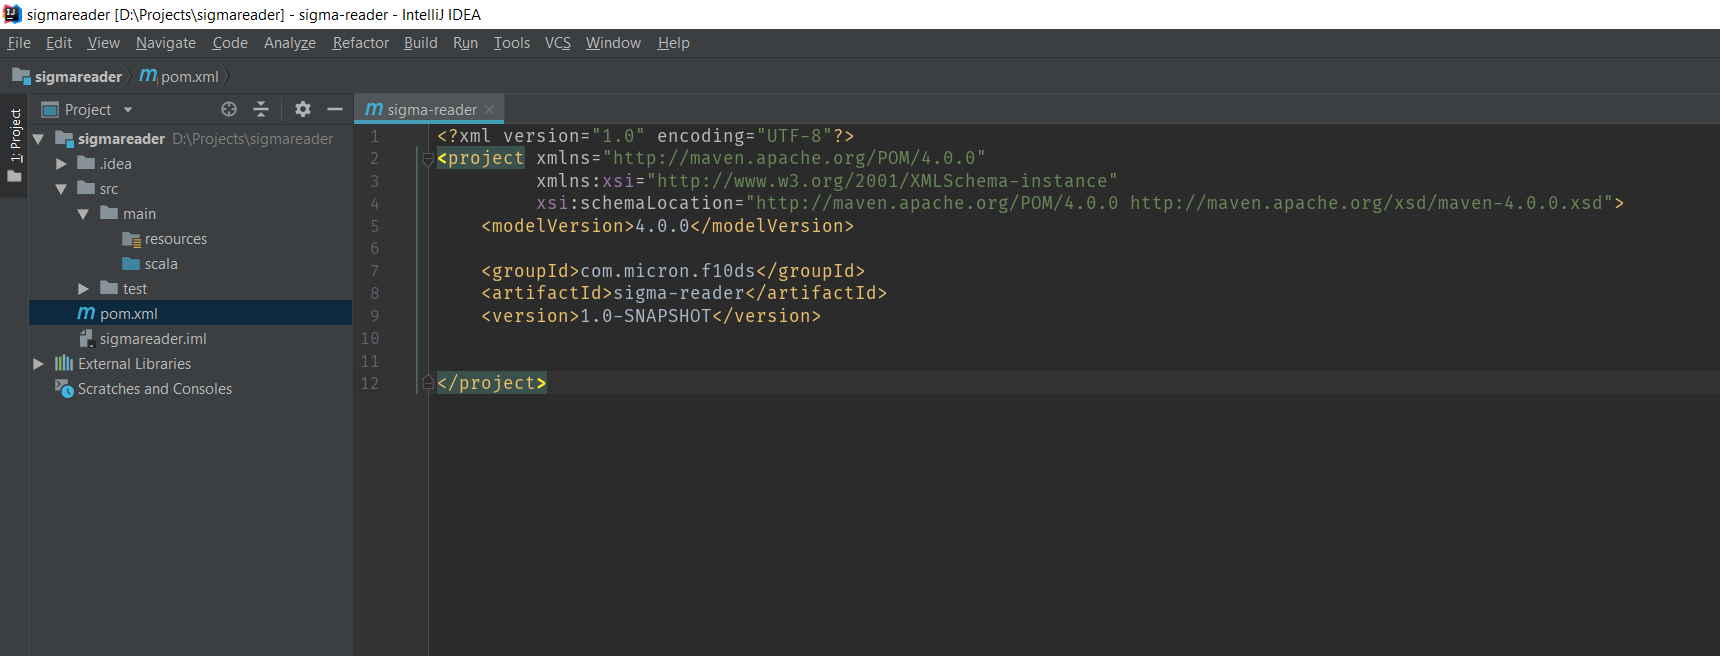 sigmareader [D:\Projects\sigmareader] - sigma-reader - IntelliJ IDEA
File Edit View Navigate Code Analyze Refactor Build Run Tools VCS Window Help
sigmareader pom.xml
1: Project
Project
sigmareader D:\Projects\sigmareader
.idea
src
main
resources
scala
test
pom.xml
sigmareader.iml
External Libraries
Scratches and Consoles
sigma-reader
1 <?xml version="1.0" encoding="UTF-8"?>
2 <project xmlns="http://maven.apache.org/POM/4.0.0"
3 xmlns:xsi="http://www.w3.org/2001/XMLSchema-instance"
4 xsi:schemaLocation="http://maven.apache.org/POM/4.0.0 http://maven.apache.org/xsd/maven-4.0.0.xsd">
5 <modelVersion>4.0.0</modelVersion>
6
7 <groupId>com.micron.f10ds</groupId>
8 <artifactId>sigma-reader</artifactId>
9 <version>1.0-SNAPSHOT</version>
10
11
12 </project>